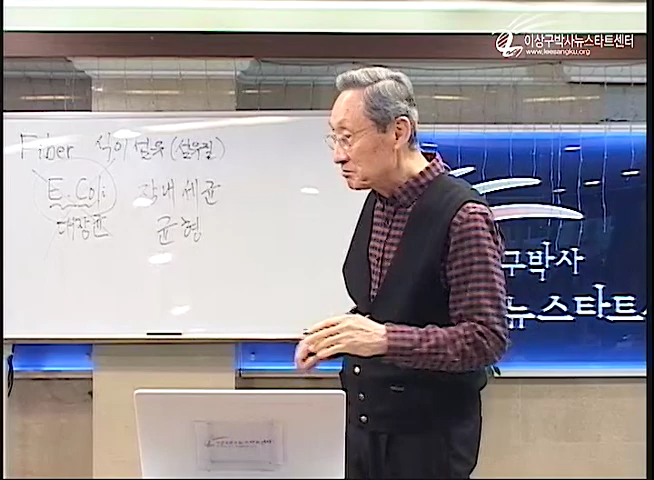 이상구박사뉴스타트센터
www.leesangku.org
Fiber 식이섬유 (섬유질)
E. Coli 장내세균
대장균 균형
구박사
뉴스타트